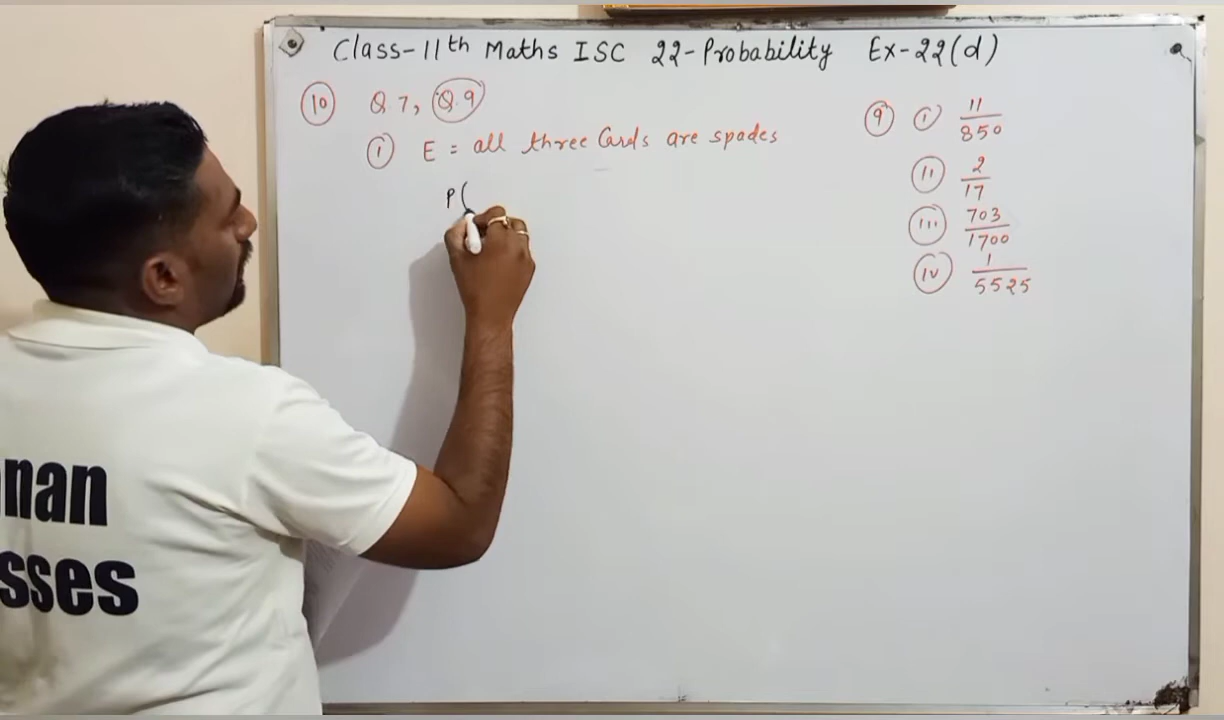 Class-11th Maths ISC 22-Probability Ex-22(d)
10 Q 7, Q.9
i E = all three Cards are spades
P(
9 i 11/850
ii 2/17
iii 703/1700
iv 1/5525
nan
sses